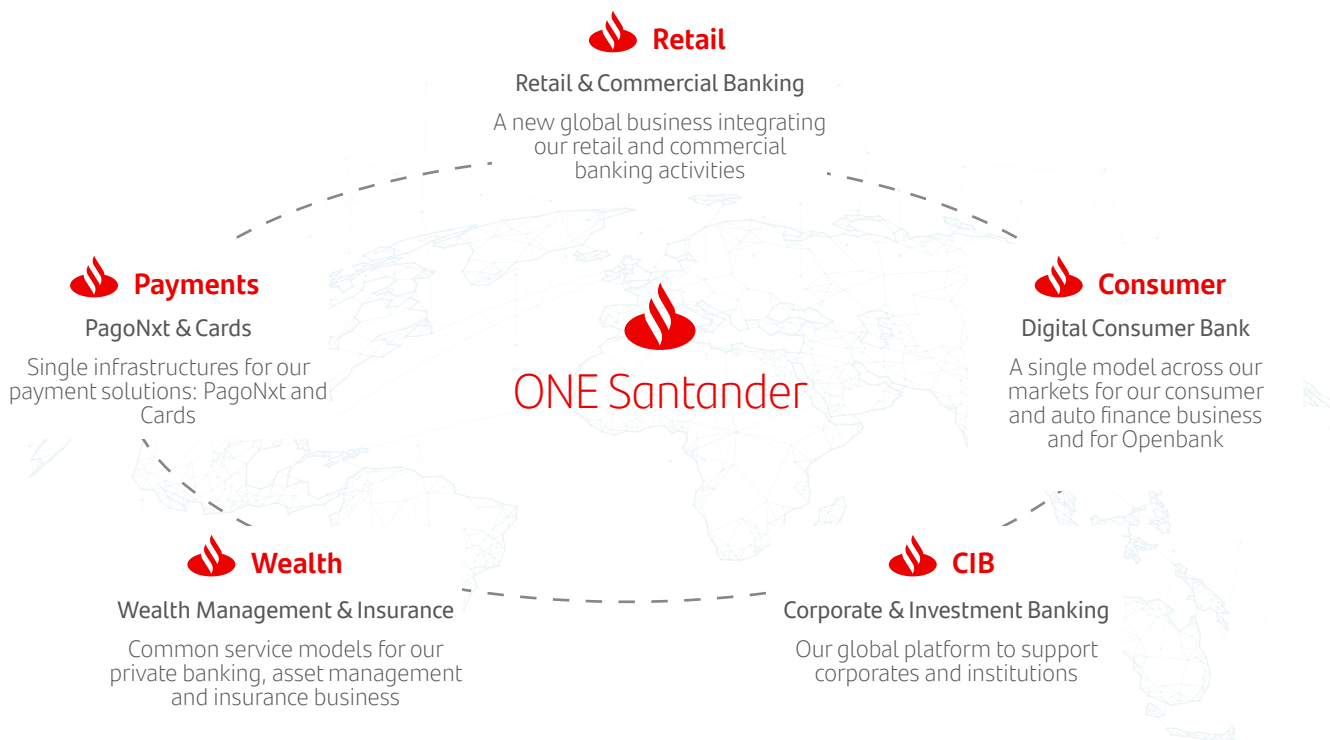 Retail
Retail & Commercial Banking
A new global business integrating
our retail and commercial
banking activities
Payments
PagoNxt & Cards
Single infrastructures for our
payment solutions: PagoNxt and
Cards
ONE Santander
Consumer
Digital Consumer Bank
A single model across our
markets for our consumer
and auto finance business
and for Openbank
Wealth
Wealth Management & Insurance
Common service models for our
private banking, asset management
and insurance business
CIB
Corporate & Investment Banking
Our global platform to support
corporates and institutions